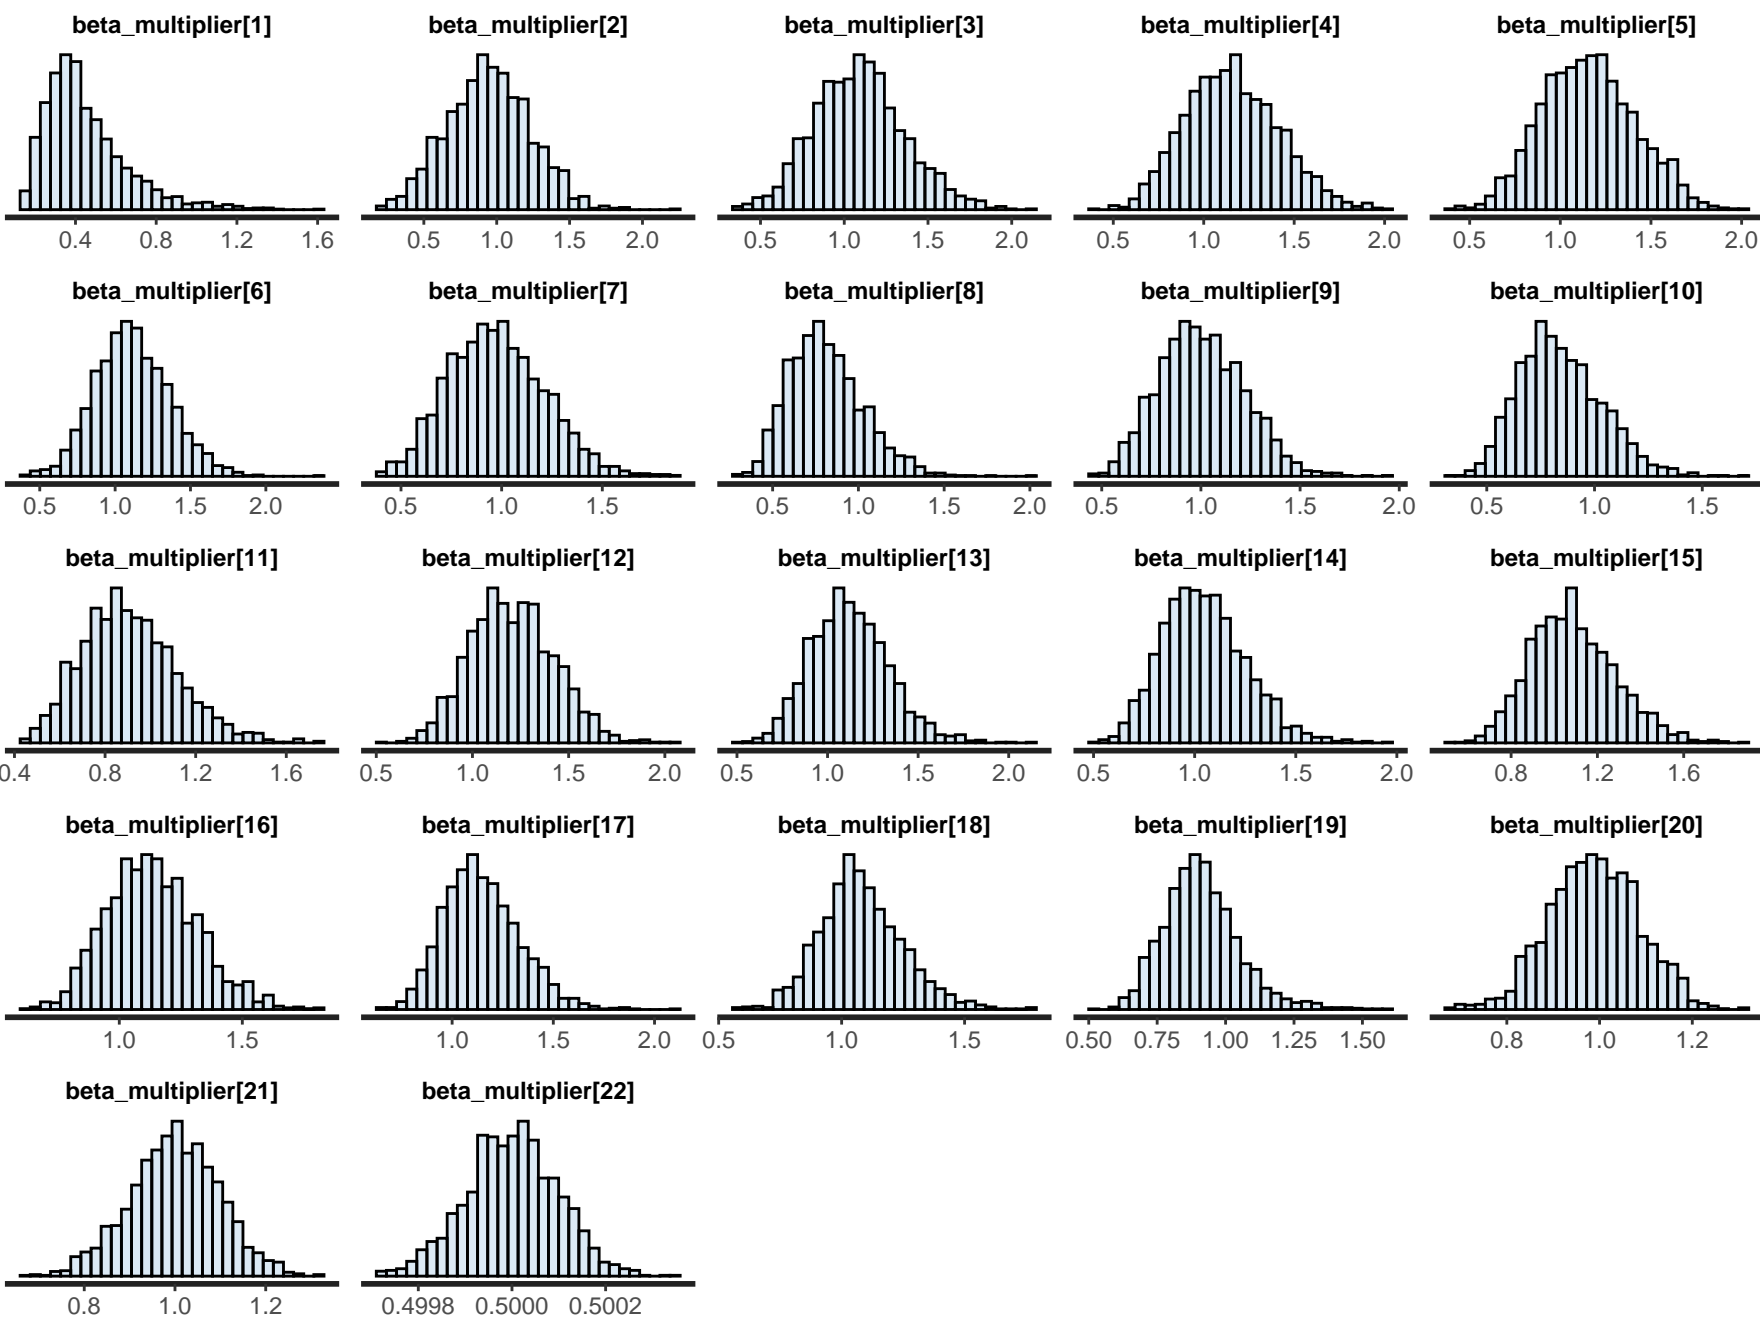 beta_multiplier[1] beta_multiplier[2] beta_multiplier[3] beta_multiplier[4] beta_multiplier[5]
0.4 0.8 1.2 1.6 0.5 1.0 1.5 2.0 0.5 1.0 1.5 2.0 0.5 1.0 1.5 2.0 0.5 1.0 1.5 2.0
beta_multiplier[6] beta_multiplier[7] beta_multiplier[8] beta_multiplier[9] beta_multiplier[10]
0.5 1.0 1.5 2.0 0.5 1.0 1.5 0.5 1.0 1.5 2.0 0.5 1.0 1.5 2.0 0.5 1.0 1.5
beta_multiplier[11] beta_multiplier[12] beta_multiplier[13] beta_multiplier[14] beta_multiplier[15]
0.4 0.8 1.2 1.6 0.5 1.0 1.5 2.0 0.5 1.0 1.5 2.0 0.5 1.0 1.5 2.0 0.8 1.2 1.6
beta_multiplier[16] beta_multiplier[17] beta_multiplier[18] beta_multiplier[19] beta_multiplier[20]
1.0 1.5 1.0 1.5 2.0 0.5 1.0 1.5 0.50 0.75 1.00 1.25 1.50 0.8 1.0 1.2
beta_multiplier[21] beta_multiplier[22]
0.8 1.0 1.2 0.4998 0.5000 0.5002